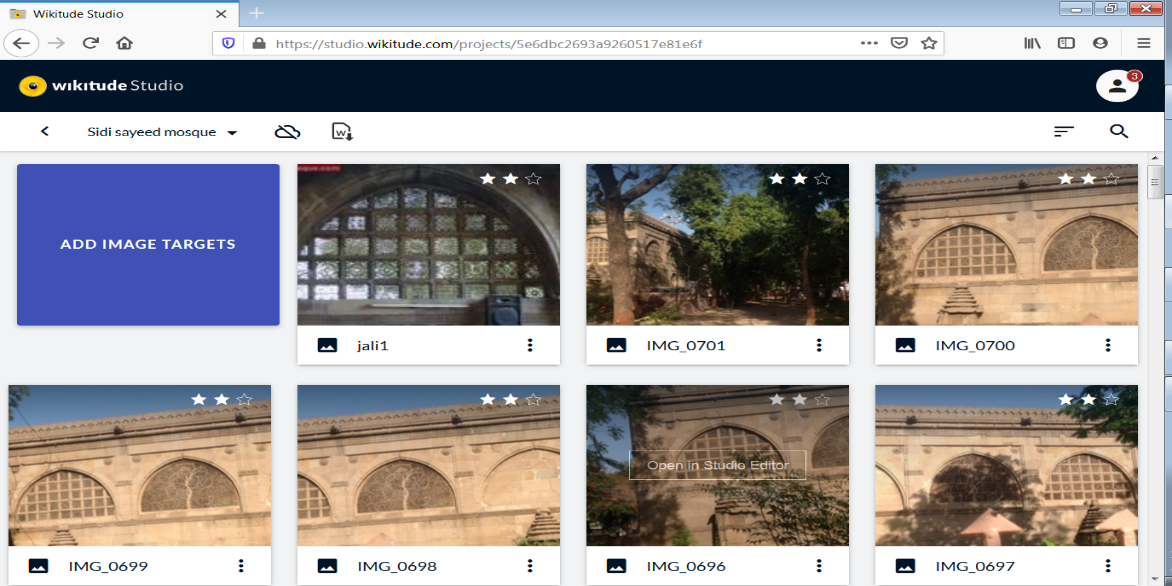 Wikitude Studio
https://studio.wikitude.com/projects/5e6dbc2693a9260517e81e6f
wikitude Studio
3
Sidi sayeed mosque
W
ADD IMAGE TARGETS
jali1
IMG_0701
IMG_0700
Open in Studio Editor
IMG_0699
IMG_0698
IMG_0696
IMG_0697